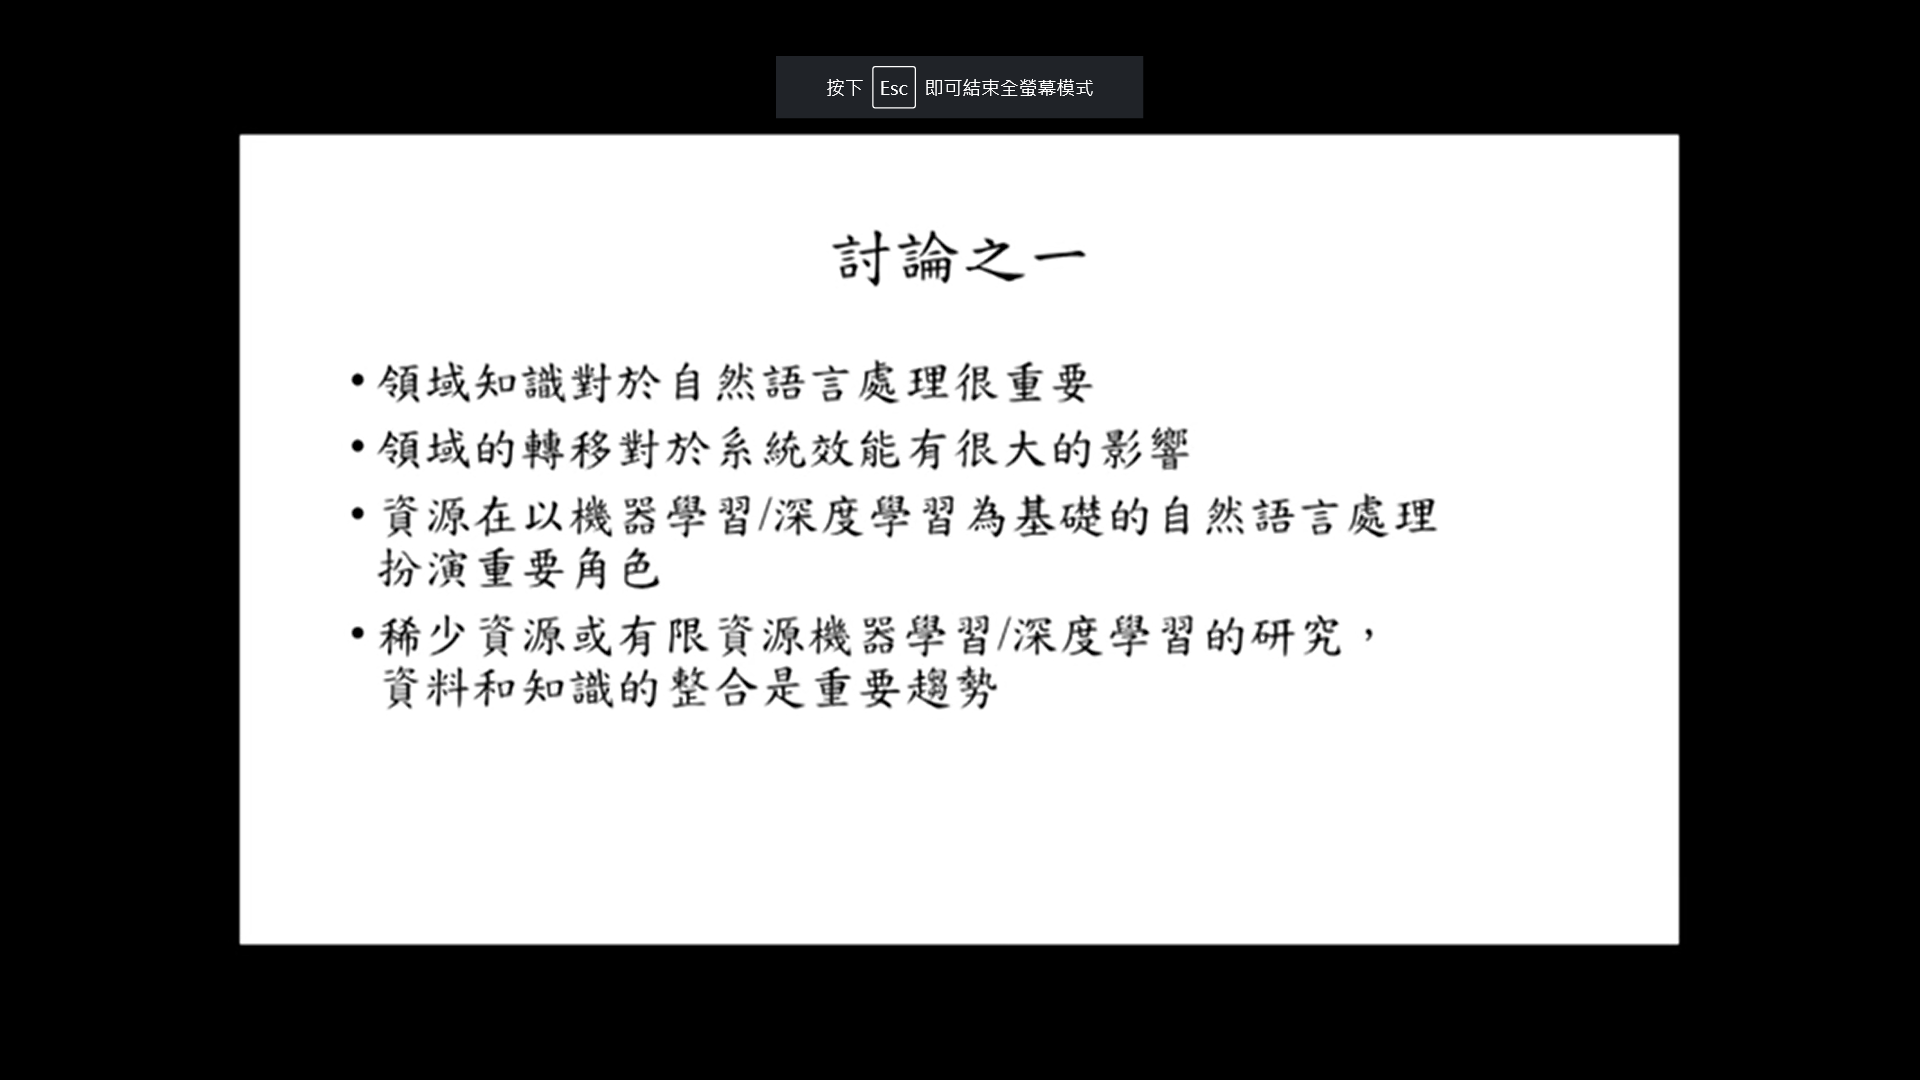 按下 Esc 即可結束全螢幕模式
討論之一
• 領域知識對於自然語言處理很重要
• 領域的轉移對於系統效能有很大的影響
• 資源在以機器學習/深度學習為基礎的自然語言處理
扮演重要角色
• 稀少資源或有限資源機器學習/深度學習的研究，
資料和知識的整合是重要趨勢